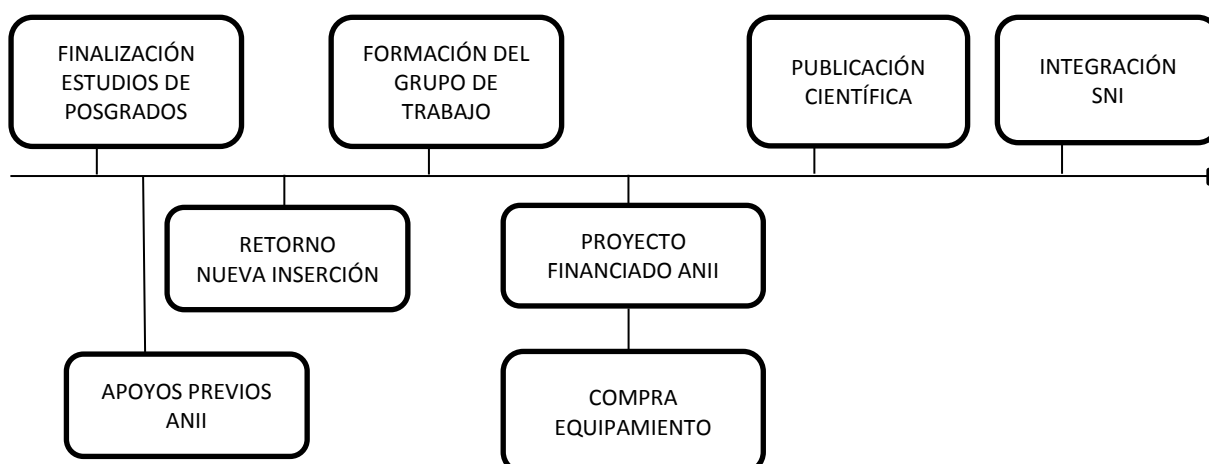 FINALIZACIÓN
ESTUDIOS DE
POSGRADOS
FORMACIÓN DEL
GRUPO DE
TRABAJO
PUBLICACIÓN
CIENTÍFICA
INTEGRACIÓN
SNI
RETORNO
NUEVA INSERCIÓN
PROYECTO
FINANCIADO ANII
APOYOS PREVIOS
ANII
COMPRA
EQUIPAMIENTO